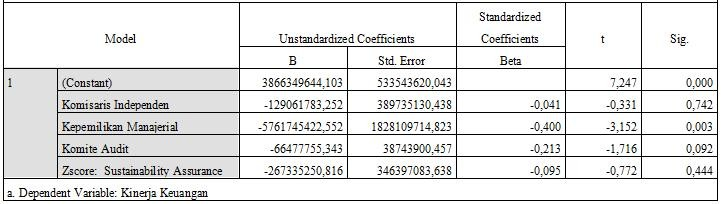 Model Unstandardized Coefficients Standardized Coefficients t Sig.
B Std. Error Beta
1 (Constant) 3866349644,103 533543620,043 7,247 0,000
Komisaris Independen -129061783,252 389735130,438 -0,041 -0,331 0,742
Kepemilikan Manajerial -5761745422,552 1828109714,823 -0,400 -3,152 0,003
Komite Audit -66477755,343 38743900,457 -0,213 -1,716 0,092
Zscore: Sustainability Assurance -267335250,816 346397083,638 -0,095 -0,772 0,444
a. Dependent Variable: Kinerja Keuangan